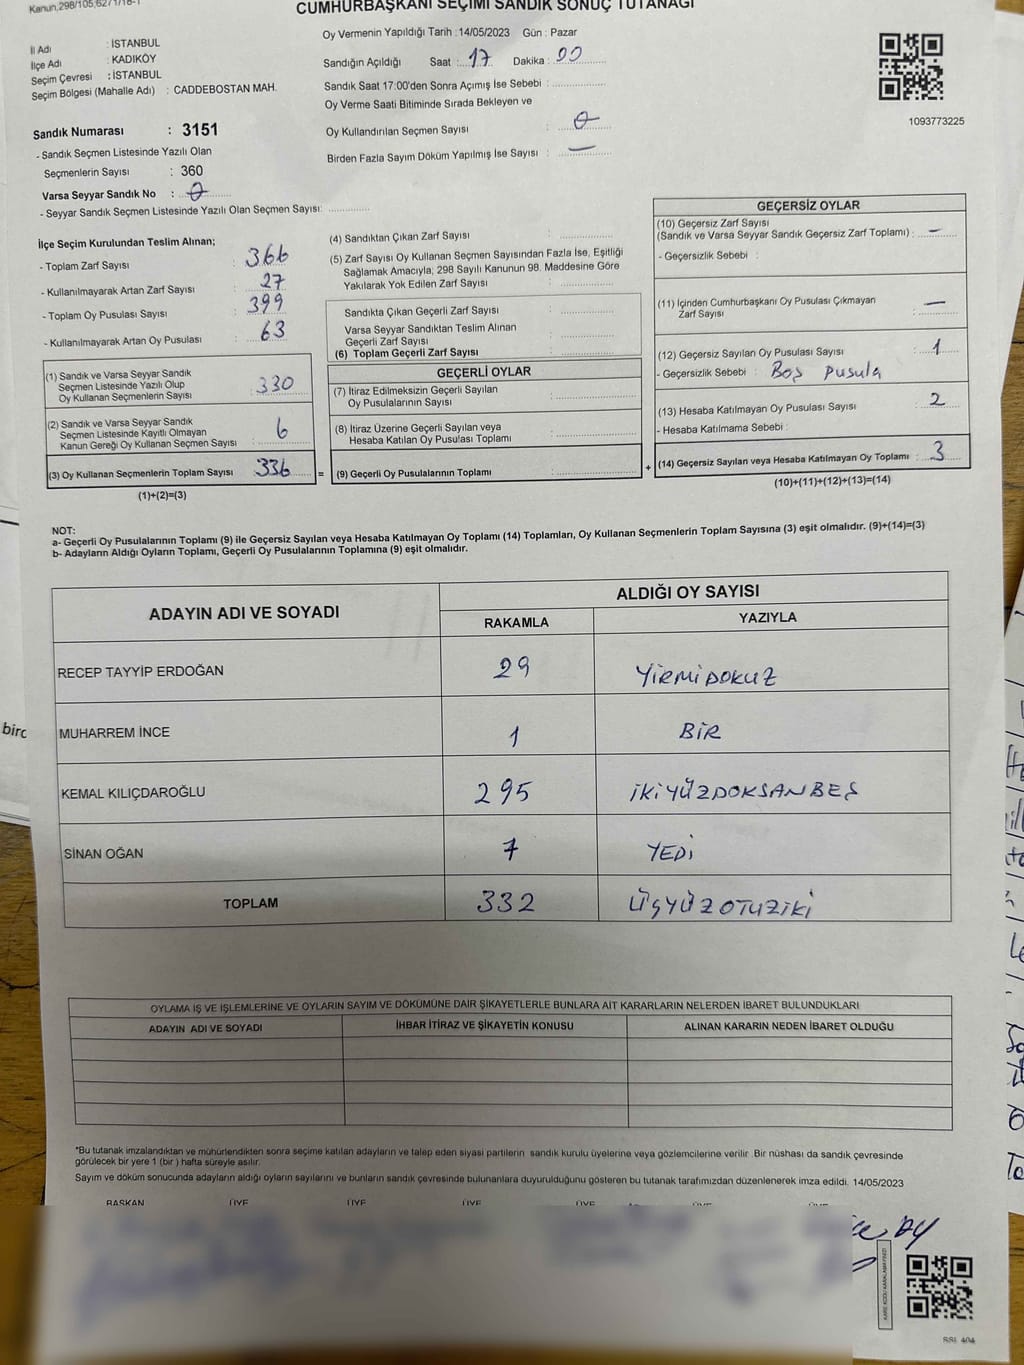 Kanun,298/105,62/1/18-1
CUMHURBAŞKANI SEÇİMİ SANDIK SONUÇ TUTANAĞI
İl Adı : İSTANBUL
İlçe Adı : KADIKÖY
Seçim Çevresi : İSTANBUL
Seçim Bölgesi (Mahalle Adı) : CADDEBOSTAN MAH.
Oy Vermenin Yapıldığı Tarih :14/05/2023 Gün : Pazar
Sandığın Açıldığı Saat : 17 Dakika : 00
Sandık Saat 17:00'den Sonra Açımış İse Sebebi :
Oy Verme Saati Bitiminde Sırada Bekleyen ve
Oy Kullandırılan Seçmen Sayısı : 0
Birden Fazla Sayım Döküm Yapılmış İse Sayısı : —
1093773225
Sandık Numarası : 3151
- Sandık Seçmen Listesinde Yazılı Olan
Seçmenlerin Sayısı : 360
Varsa Seyyar Sandık No : 0
- Seyyar Sandık Seçmen Listesinde Yazılı Olan Seçmen Sayısı:
İlçe Seçim Kurulundan Teslim Alınan;
- Toplam Zarf Sayısı : 366
- Kullanılmayarak Artan Zarf Sayısı : 27
- Toplam Oy Pusulası Sayısı : 399
- Kullanılmayarak Artan Oy Pusulası : 63
(1) Sandık ve Varsa Seyyar Sandık
Seçmen Listesinde Yazılı Olup
Oy Kullanan Seçmenlerin Sayısı : 330
(2) Sandık ve Varsa Seyyar Sandık
Seçmen Listesinde Kayıtlı Olmayan
Kanun Gereği Oy Kullanan Seçmen Sayısı : 6
(3) Oy Kullanan Seçmenlerin Toplam Sayısı 336
(1)+(2)=(3)
(4) Sandıktan Çıkan Zarf Sayısı :
(5) Zarf Sayısı Oy Kullanan Seçmen Sayısından Fazla İse, Eşitliği
Sağlamak Amacıyla; 298 Sayılı Kanunun 98. Maddesine Göre
Yakılarak Yok Edilen Zarf Sayısı :
Sandıkta Çıkan Geçerli Zarf Sayısı :
Varsa Seyyar Sandıktan Teslim Alınan
Geçerli Zarf Sayısı :
(6) Toplam Geçerli Zarf Sayısı :
GEÇERLİ OYLAR
(7) İtiraz Edilmeksizin Geçerli Sayılan
Oy Pusulalarının Sayısı :
(8) İtiraz Üzerine Geçerli Sayılan veya
Hesaba Katılan Oy Pusulası Toplamı :
= (9) Geçerli Oy Pusulalarının Toplamı :
GEÇERSİZ OYLAR
(10) Geçersiz Zarf Sayısı
(Sandık ve Varsa Seyyar Sandık Geçersiz Zarf Toplamı) : —
- Geçersizlik Sebebi :
(11) İçinden Cumhurbaşkanı Oy Pusulası Çıkmayan
Zarf Sayısı : —
(12) Geçersiz Sayılan Oy Pusulası Sayısı : 1
- Geçersizlik Sebebi : Boş Pusula
(13) Hesaba Katılmayan Oy Pusulası Sayısı : 2
- Hesaba Katılmama Sebebi :
+ (14) Geçersiz Sayılan veya Hesaba Katılmayan Oy Toplamı : 3
(10)+(11)+(12)+(13)=(14)
NOT:
a- Geçerli Oy Pusulalarının Toplamı (9) ile Geçersiz Sayılan veya Hesaba Katılmayan Oy Toplamı (14) Toplamları, Oy Kullanan Seçmenlerin Toplam Sayısına (3) eşit olmalıdır. (9)+(14)=(3)
b- Adayların Aldığı Oyların Toplamı, Geçerli Oy Pusulalarının Toplamına (9) eşit olmalıdır.
ADAYIN ADI VE SOYADI ALDIĞI OY SAYISI
RAKAMLA YAZIYLA
RECEP TAYYİP ERDOĞAN 29 YİRMİDOKUZ
MUHARREM İNCE 1 BİR
KEMAL KILIÇDAROĞLU 295 İKİYÜZDOKSANBEŞ
SİNAN OĞAN 7 YEDİ
TOPLAM 332 ÜÇYÜZOTUZİKİ
OYLAMA İŞ VE İŞLEMLERİNE VE OYLARIN SAYIM VE DÖKÜMÜNE DAİR ŞİKAYETLERLE BUNLARA AİT KARARLARIN NELERDEN İBARET BULUNDUKLARI
ADAYIN ADI VE SOYADI İHBAR İTİRAZ VE ŞİKAYETİN KONUSU ALINAN KARARIN NEDEN İBARET OLDUĞU
*Bu tutanak imzalandıktan ve mühürlendikten sonra seçime katılan adayların ve talep eden siyasi partilerin sandık kurulu üyelerine veya gözlemcilerine verilir .Bir nüshası da sandık çevresinde
görülecek bir yere 1 (bir ) hafta süreyle asılır.
Sayım ve döküm sonucunda adayların aldığı oyların sayılarını ve bunların sandık çevresinde bulunanlara duyurulduğunu gösteren bu tutanak tarafımızdan düzenlenerek imza edildi. 14/05/2023
BAŞKAN ÜYE ÜYE ÜYE ÜYE ÜYE ÜYE
birc